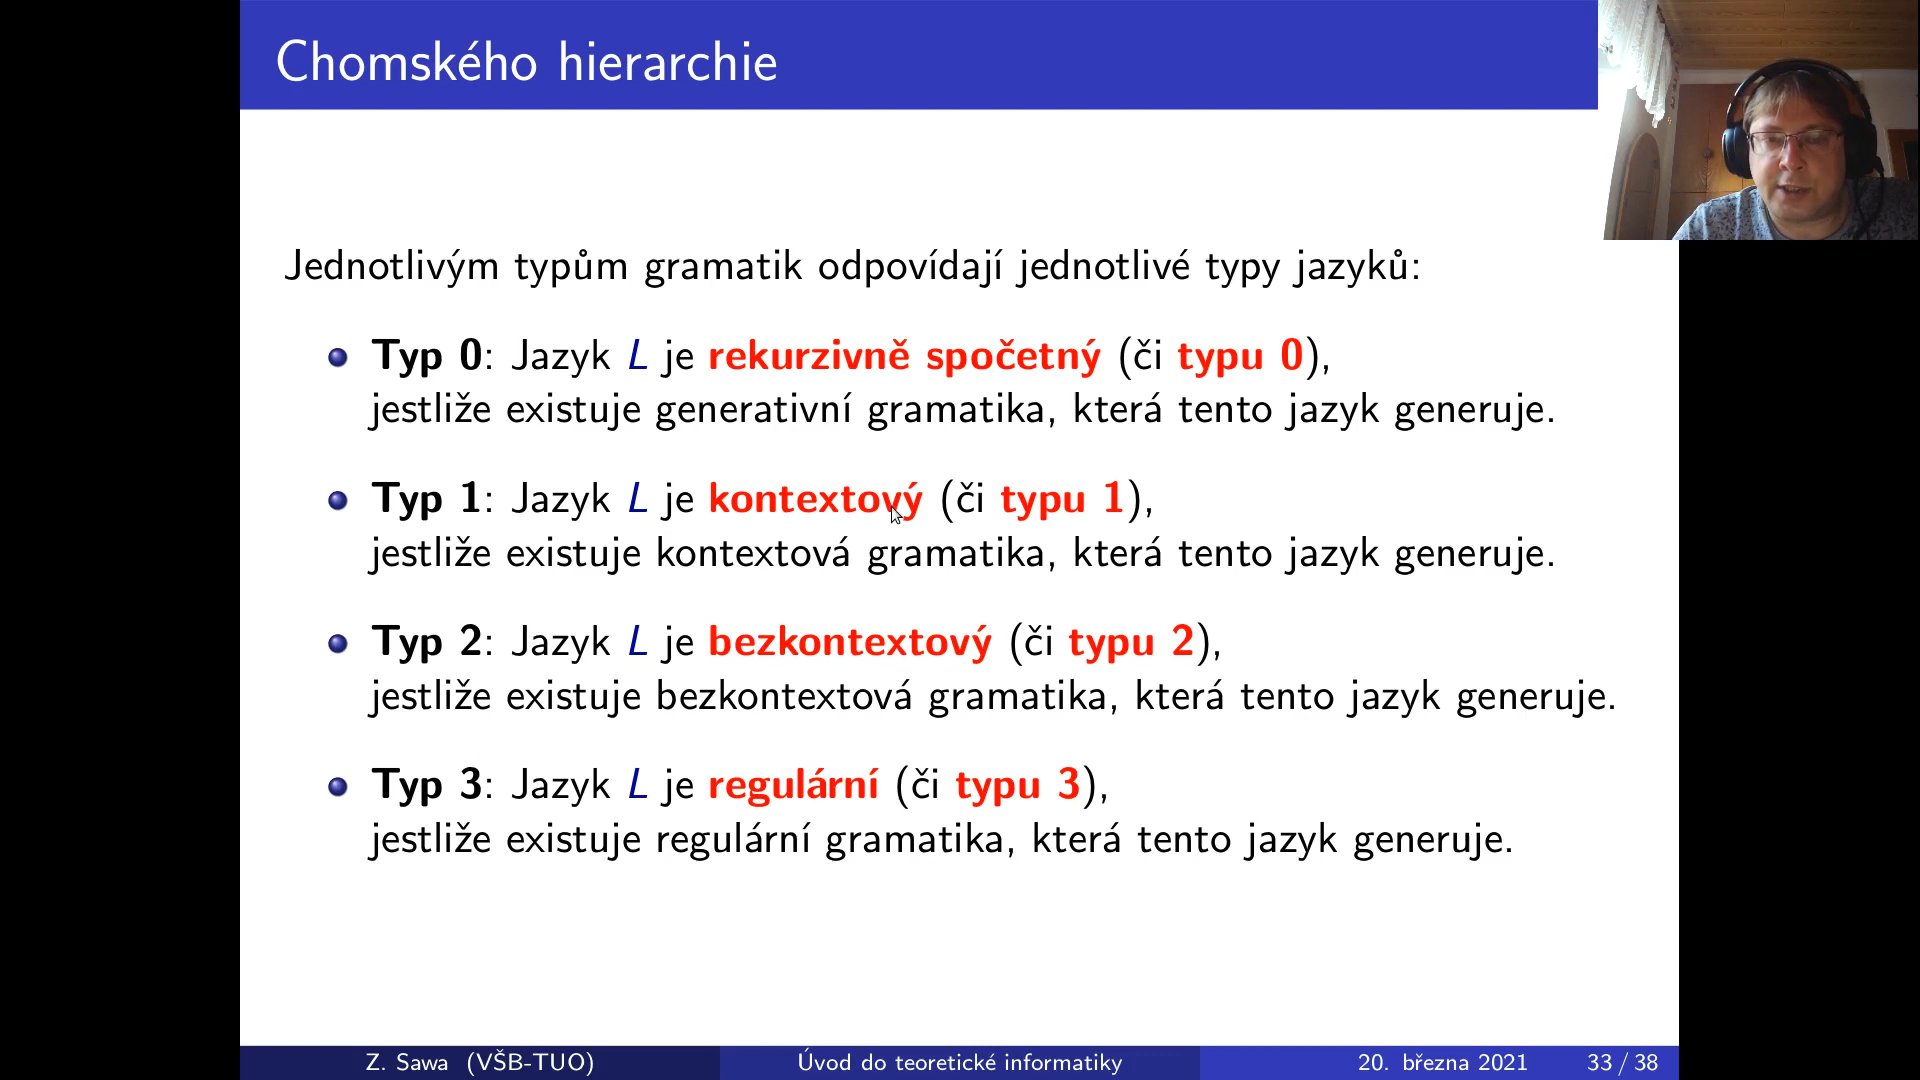 Chomského hierarchie
Jednotlivým typům gramatik odpovídají jednotlivé typy jazyků:
Typ 0: Jazyk L je rekurzivně spočetný (či typu 0),
jestliže existuje generativní gramatika, která tento jazyk generuje.
Typ 1: Jazyk L je kontextový (či typu 1),
jestliže existuje kontextová gramatika, která tento jazyk generuje.
Typ 2: Jazyk L je bezkontextový (či typu 2),
jestliže existuje bezkontextová gramatika, která tento jazyk generuje.
Typ 3: Jazyk L je regulární (či typu 3),
jestliže existuje regulární gramatika, která tento jazyk generuje.
Z. Sawa (VŠB-TUO) Úvod do teoretické informatiky 20. března 2021 33 / 38